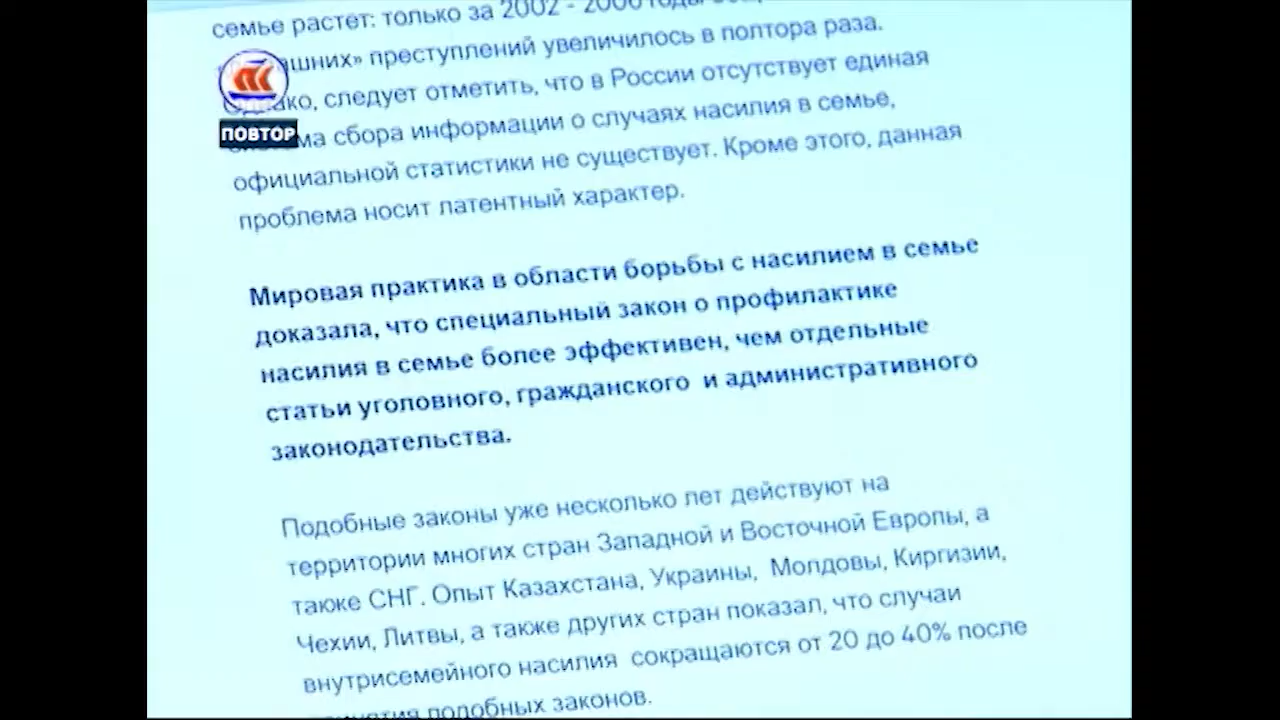 семье растет: только за 2002 - 2006 годы
преступлений увеличилось в полтора раза.
следует отметить, что в России отсутствует единая
сбора информации о случаях насилия в семье,
официальной статистики не существует. Кроме этого, данная
проблема носит латентный характер.
ПОВТОР
Мировая практика в области борьбы с насилием в семье
доказала, что специальный закон о профилактике
насилия в семье более эффективен, чем отдельные
статьи уголовного, гражданского и административного
законодательства.
Подобные законы уже несколько лет действуют на
территории многих стран Западной и Восточной Европы, а
также СНГ. Опыт Казахстана, Украины, Молдовы, Киргизии,
Чехии, Литвы, а также других стран показал, что случаи
внутрисемейного насилия сокращаются от 20 до 40% после
подобных законов.